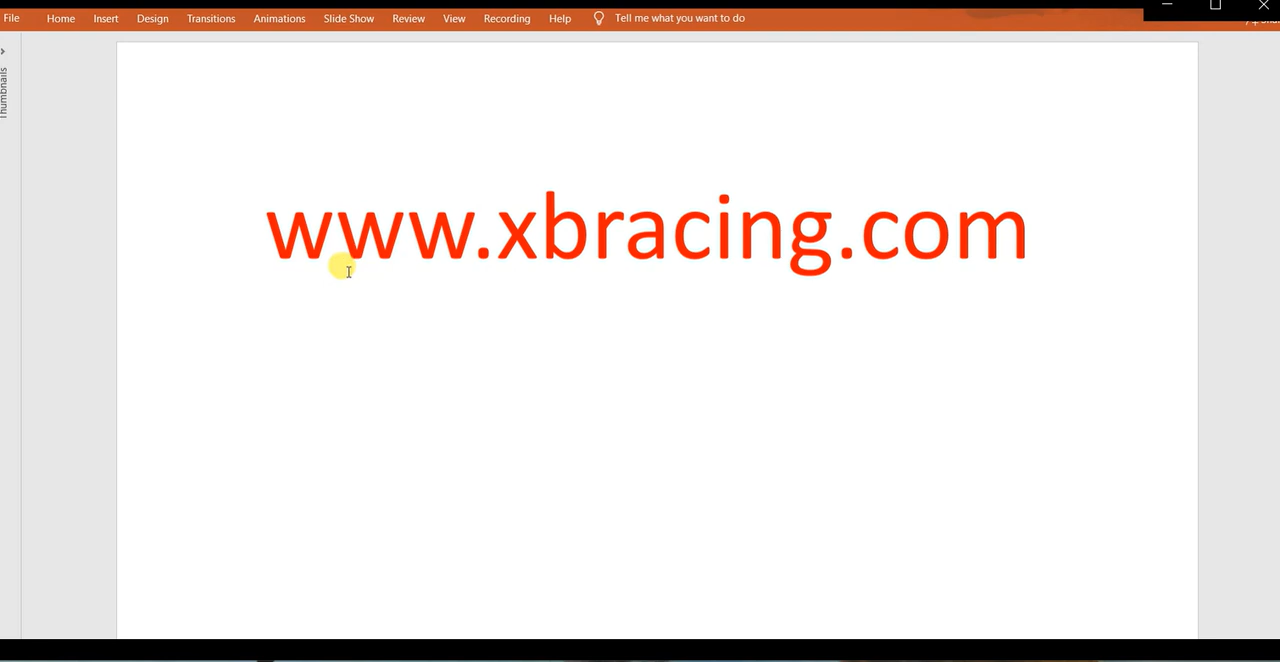 File Home Insert Design Transitions Animations Slide Show Review View Recording Help Tell me what you want to do
Thumbnails
www.xbracing.com